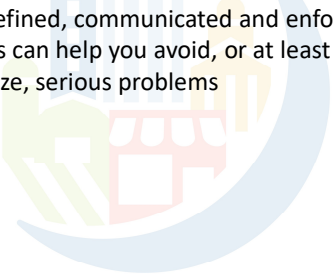 efined, communicated and enfo
s can help you avoid, or at least
ze, serious problems